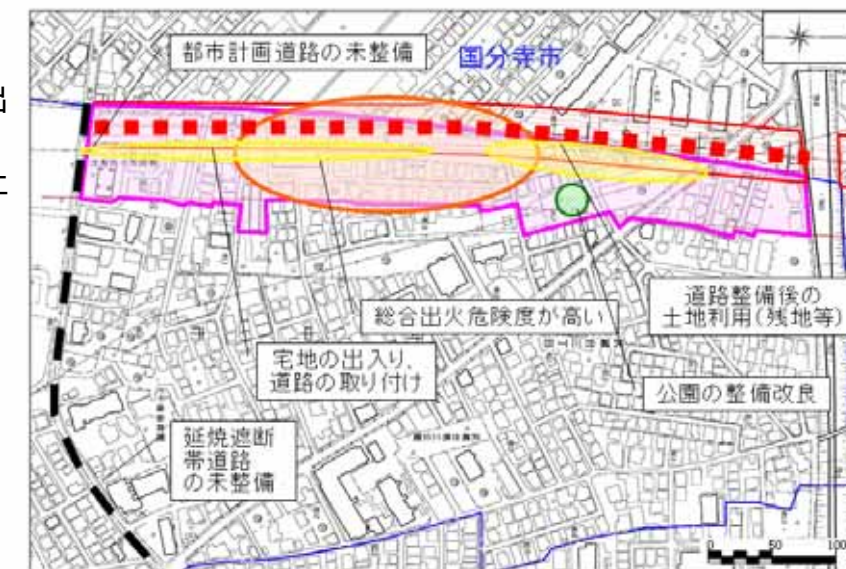 都市計画道路の未整備
国分寺市
出
総合出火危険度が高い
道路整備後の
土地利用(残地等)
宅地の出入り、
道路の取り付け
公園の整備改良
延焼遮断
帯道路
の未整備
0 50 100